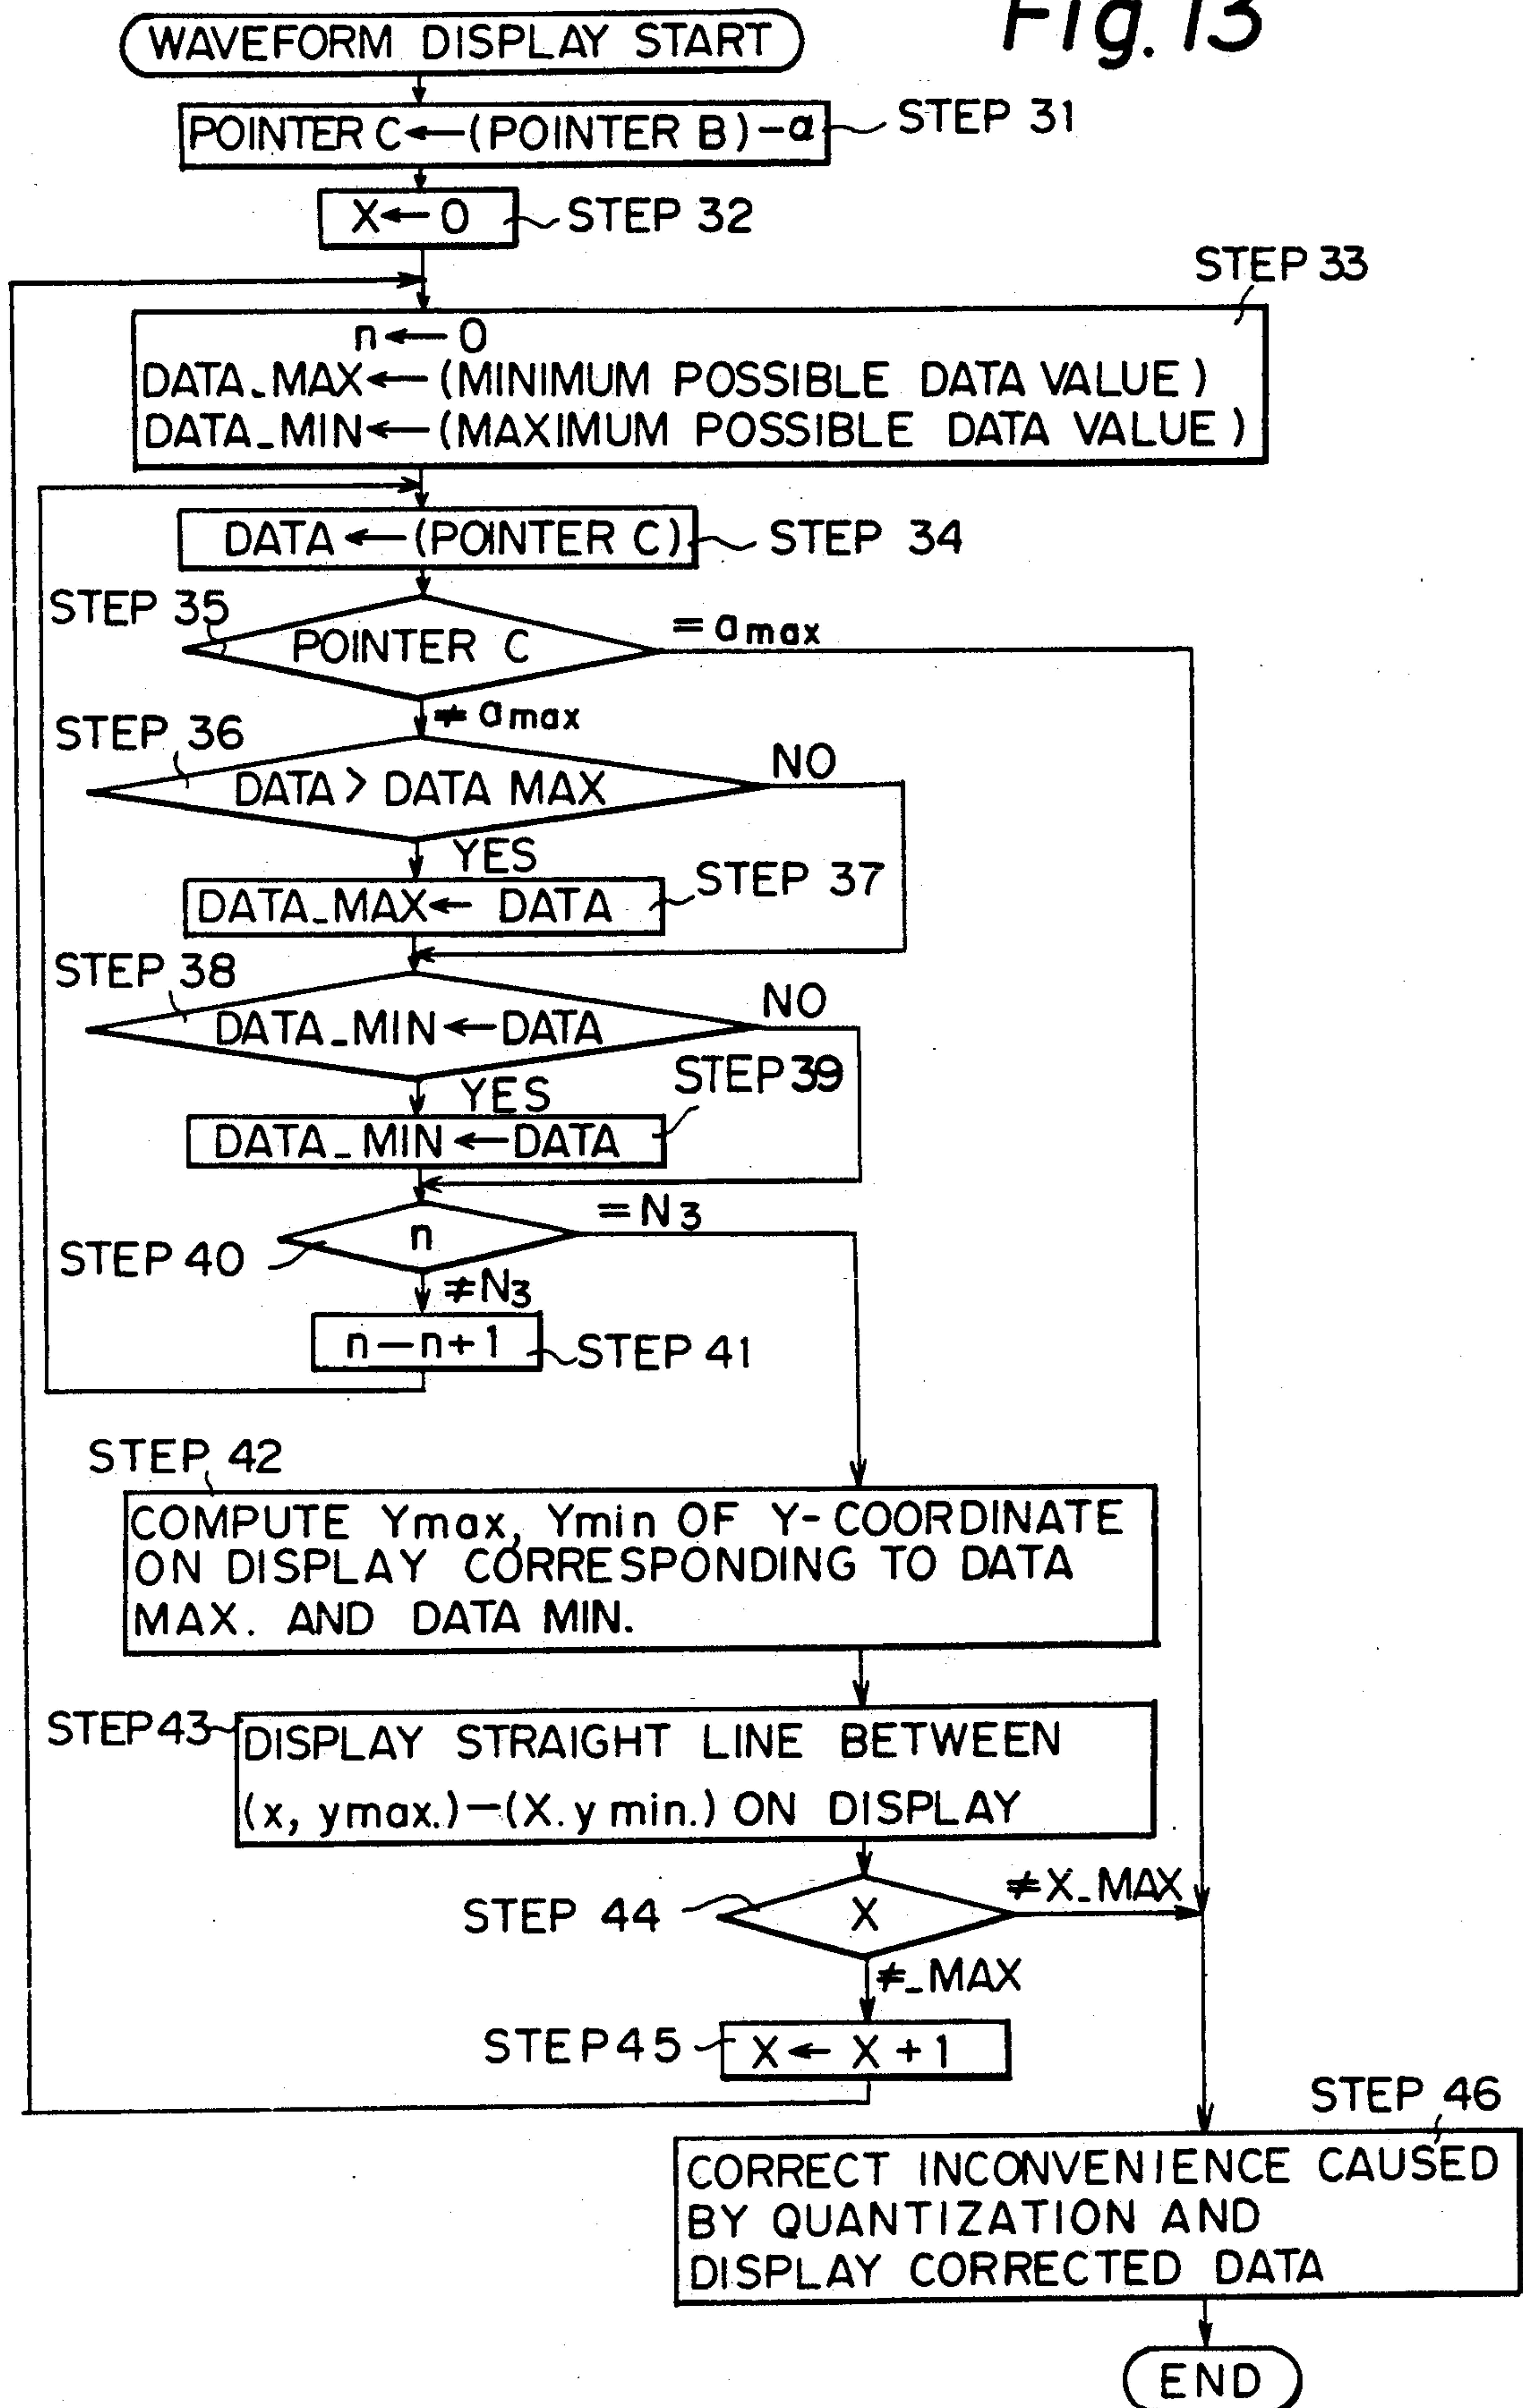 Fig. 13
WAVEFORM DISPLAY START
POINTER C←(POINTER B)-a
STEP 31
X←0
STEP 32
STEP 33
n←0
DATA_MAX←(MINIMUM POSSIBLE DATA VALUE)
DATA_MIN←(MAXIMUM POSSIBLE DATA VALUE)
DATA←(POINTER C)
STEP 34
STEP 35
POINTER C
=amax
≠amax
STEP 36
DATA > DATA MAX
NO
YES
DATA_MAX← DATA
STEP 37
STEP 38
DATA_MIN←DATA
NO
YES
STEP 39
DATA_MIN←DATA
n
=N3
STEP 40
≠N3
n—n+1
STEP 41
STEP 42
COMPUTE Ymax, Ymin OF Y-COORDINATE
ON DISPLAY CORRESPONDING TO DATA
MAX. AND DATA MIN.
STEP 43
DISPLAY STRAIGHT LINE BETWEEN
(x, ymax.)—(X. y min.) ON DISPLAY
STEP 44
X
≠X_MAX
≠_MAX
STEP 45
X← X+1
STEP 46
CORRECT INCONVENIENCE CAUSED
BY QUANTIZATION AND
DISPLAY CORRECTED DATA
END